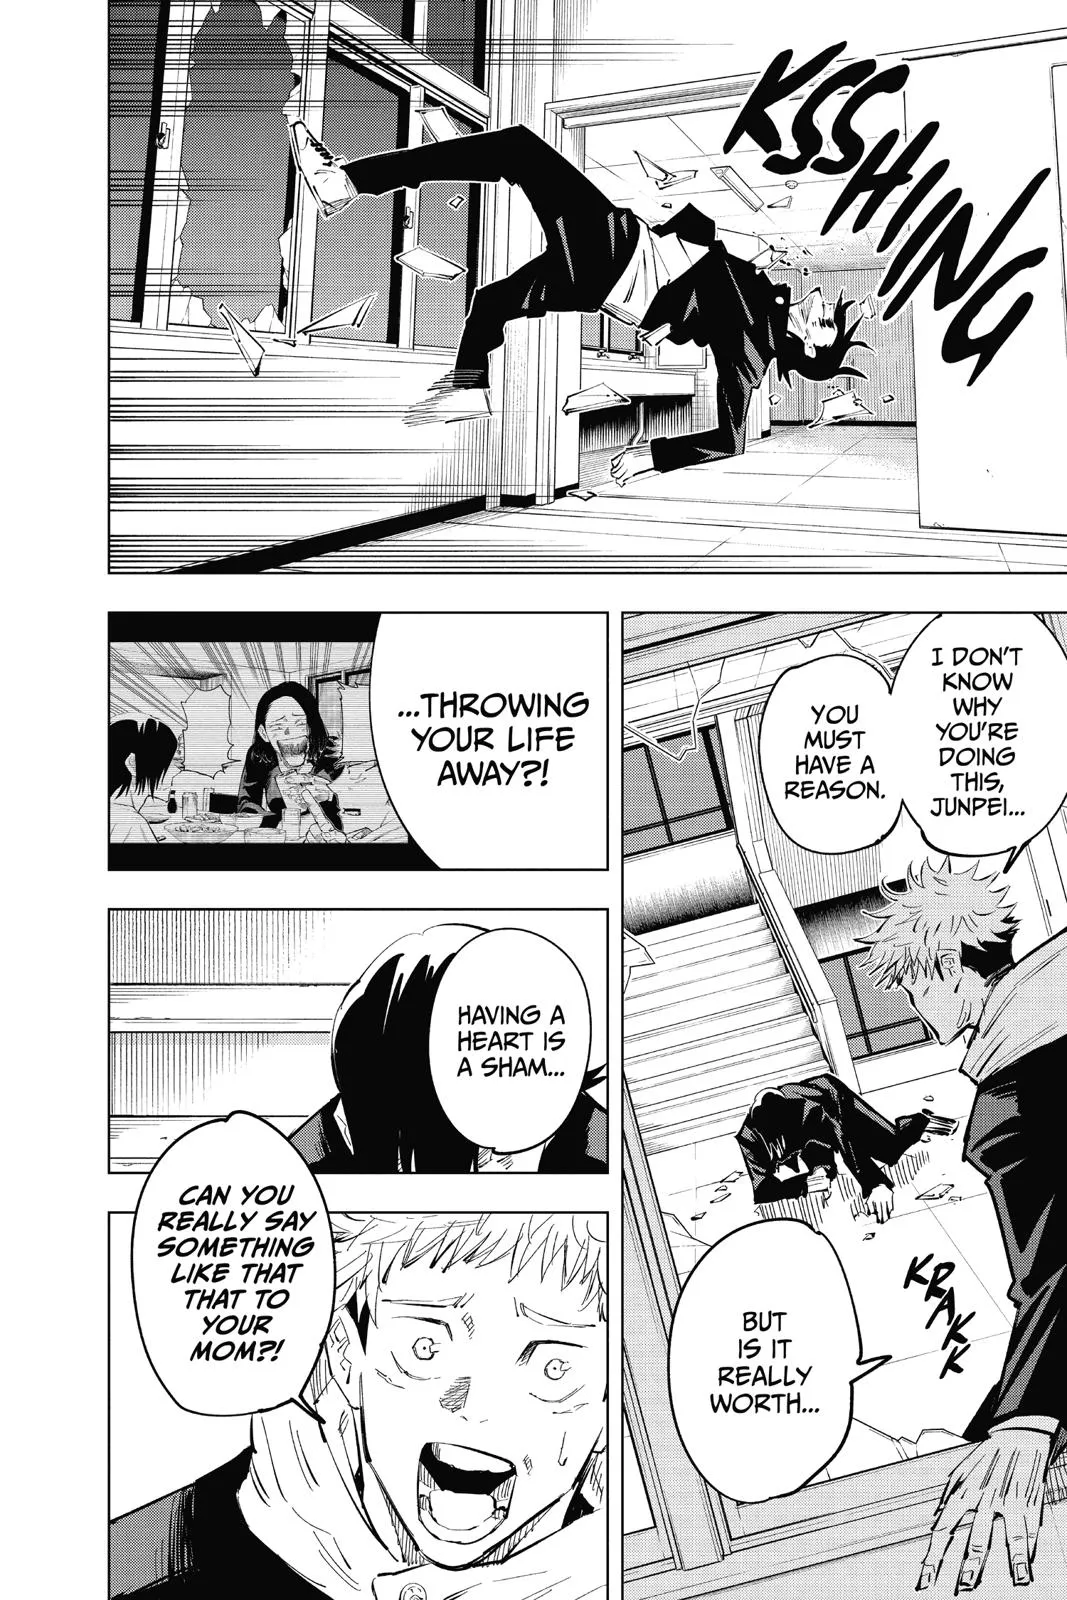 KSSHING
I DON'T
KNOW
WHY
YOU'RE
DOING
THIS,
JUNPEI...
YOU
MUST
HAVE A
REASON.
KRAKK
BUT
IS IT
REALLY
WORTH...
...THROWING
YOUR LIFE
AWAY?!
HAVING A
HEART IS
A SHAM...
CAN YOU
REALLY SAY
SOMETHING
LIKE THAT
THAT TO
YOUR
MOM?!